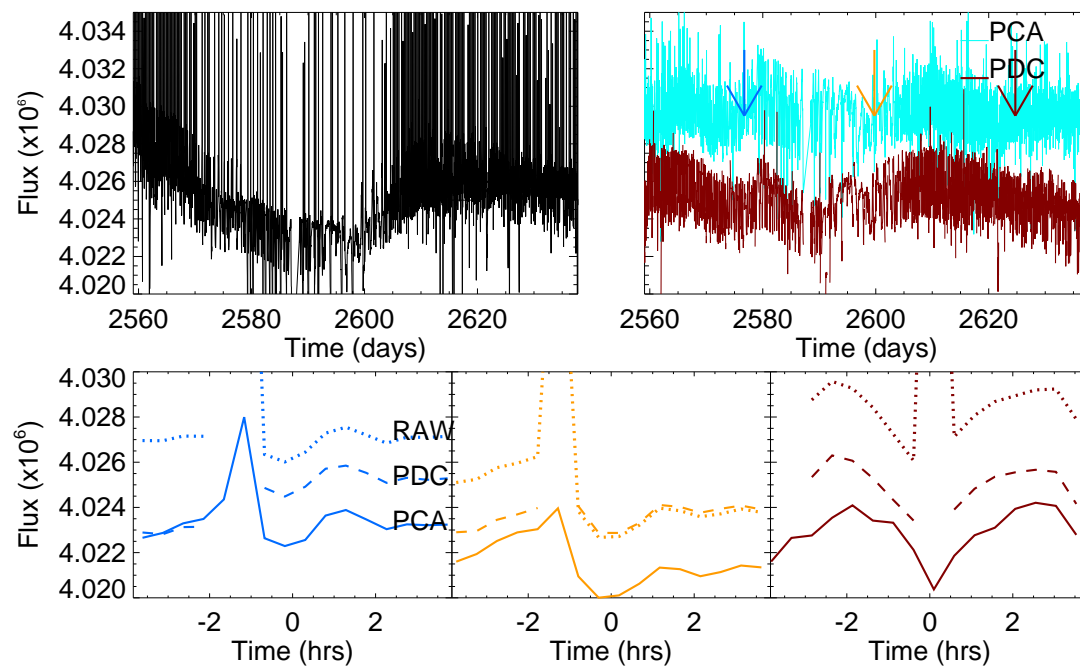 4.034
4.032
4.030
4.028
4.026
4.024
4.022
4.020
Flux (x10⁶)
2560 2580 2600 2620
Time (days)
PCA
PDC
2560 2580 2600 2620
Time (days)
4.030
4.028
4.026
4.024
4.022
4.020
Flux (x10⁶)
RAW
PDC
PCA
-2 0 2
Time (hrs)
-2 0 2
Time (hrs)
-2 0 2
Time (hrs)